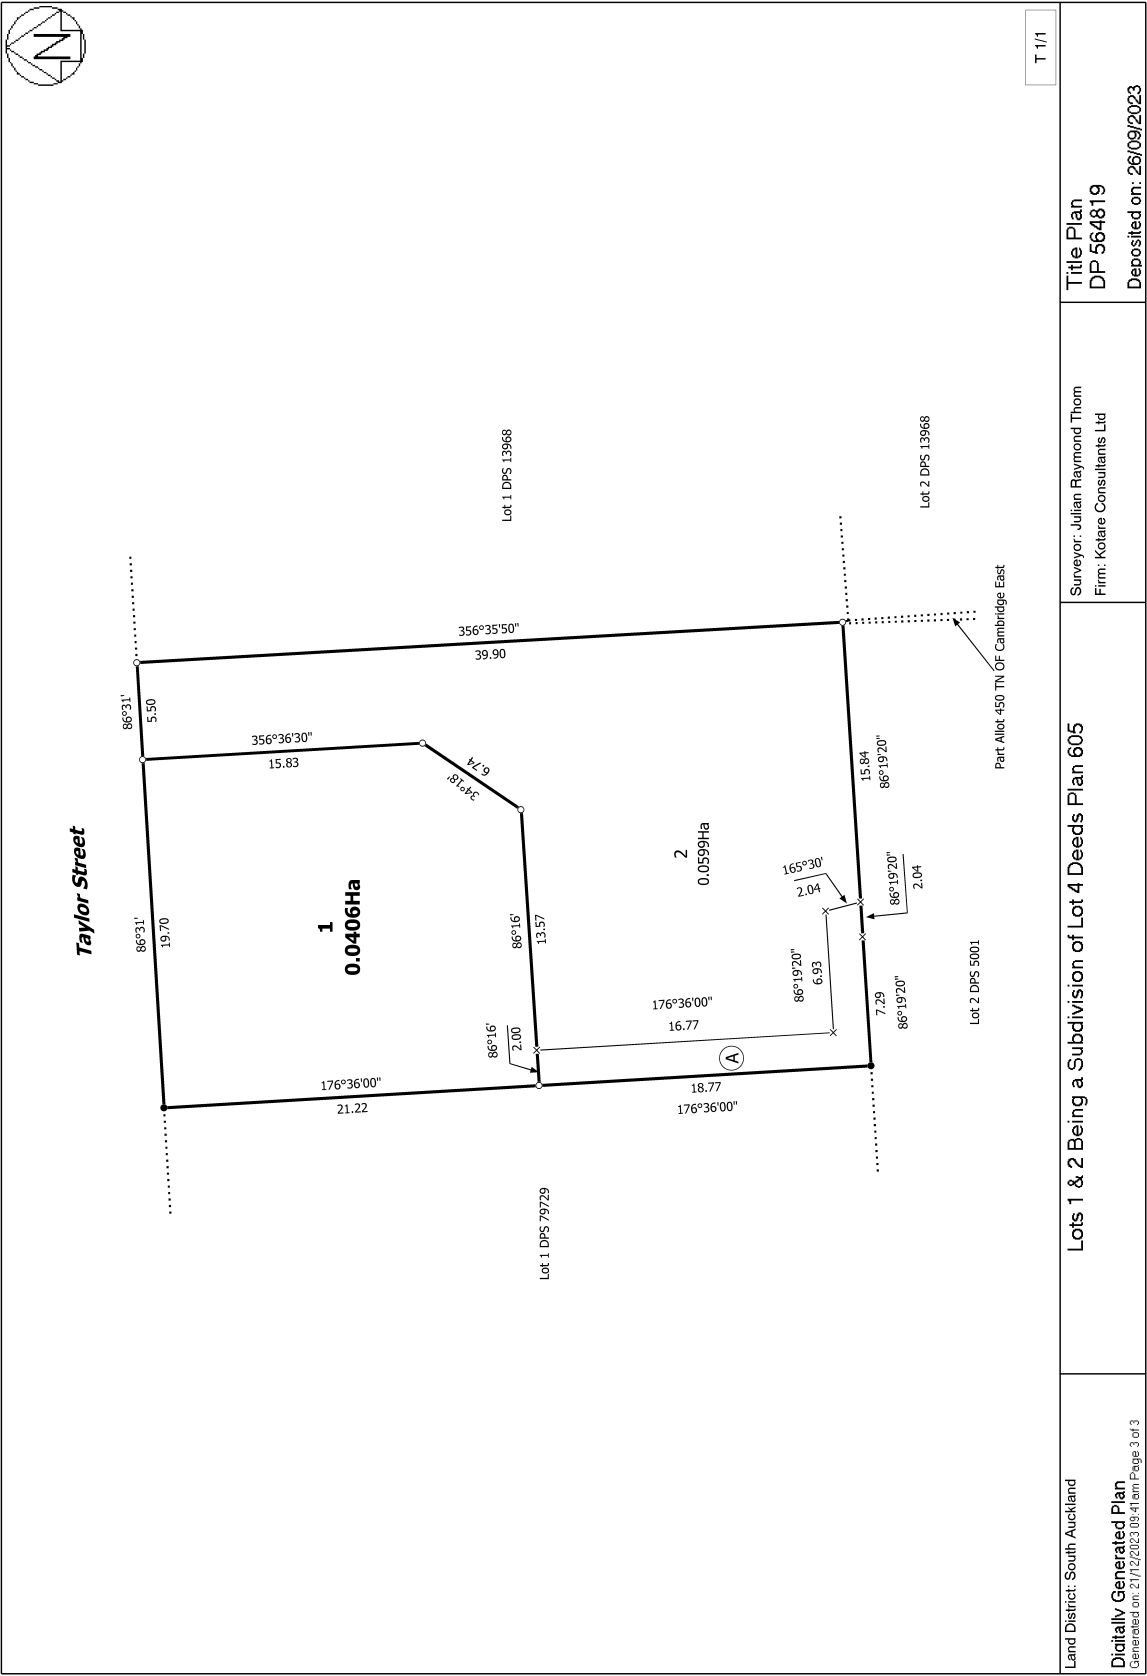 N
T 1/1
Taylor Street
86°31'
19.70
86°31'
5.50
356°36'30"
15.83
34°18'
6.74
356°35'50"
39.90
1
0.0406Ha
176°36'00"
21.22
86°16'
2.00
86°16'
13.57
2
0.0599Ha
176°36'00"
16.77
A
18.77
176°36'00"
86°19'20"
6.93
165°30'
2.04
7.29
86°19'20"
86°19'20"
2.04
15.84
86°19'20"
Lot 1 DPS 79729
Lot 1 DPS 13968
Lot 2 DPS 13968
Lot 2 DPS 5001
Part Allot 450 TN OF Cambridge East
Land District: South Auckland
Digitally Generated Plan
Generated on: 21/12/2023 09:41am Page 3 of 3
Lots 1 & 2 Being a Subdivision of Lot 4 Deeds Plan 605
Surveyor: Julian Raymond Thom
Firm: Kotare Consultants Ltd
Title Plan
DP 564819
Deposited on: 26/09/2023